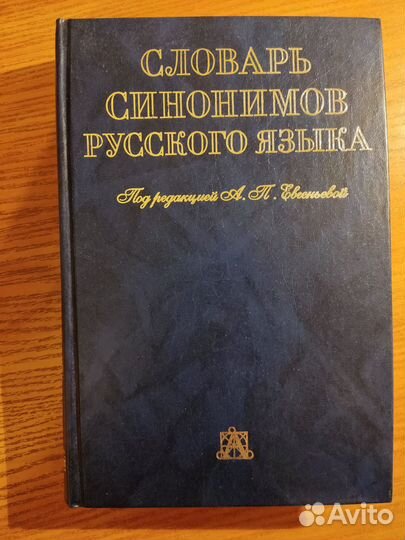 СЛОВАРЬ
СИНОНИМОВ
РУССКОГО ЯЗЫКА
Под редакцией А. П. Евгеньевой
Avito